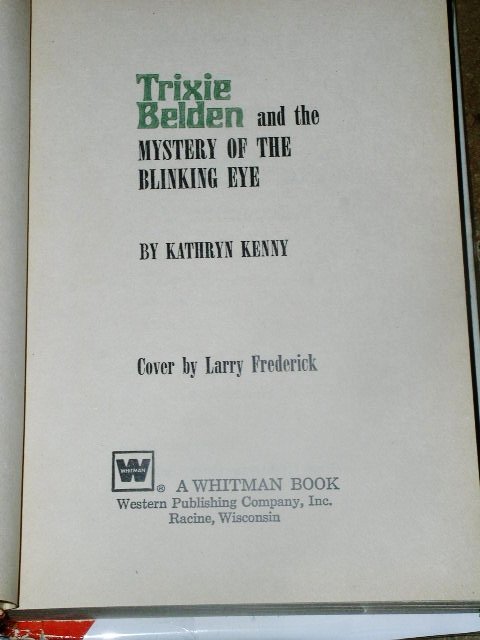 Trixie
Belden and the
MYSTERY OF THE
BLINKING EYE
BY KATHRYN KENNY
Cover by Larry Frederick
W
WHITMAN
® A WHITMAN BOOK
Western Publishing Company, Inc.
Racine, Wisconsin